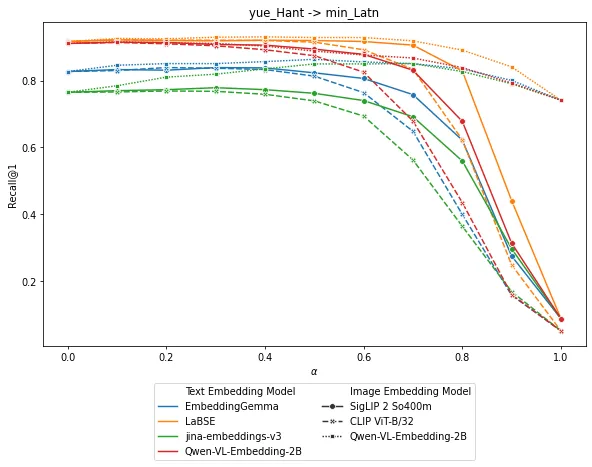 yue_Hant -> min_Latn
Recall@1
0.8
0.6
0.4
0.2
0.0 0.2 0.4 0.6 0.8 1.0
α
Text Embedding Model
EmbeddingGemma
LaBSE
jina-embeddings-v3
Qwen-VL-Embedding-2B
Image Embedding Model
SigLIP 2 So400m
CLIP ViT-B/32
Qwen-VL-Embedding-2B